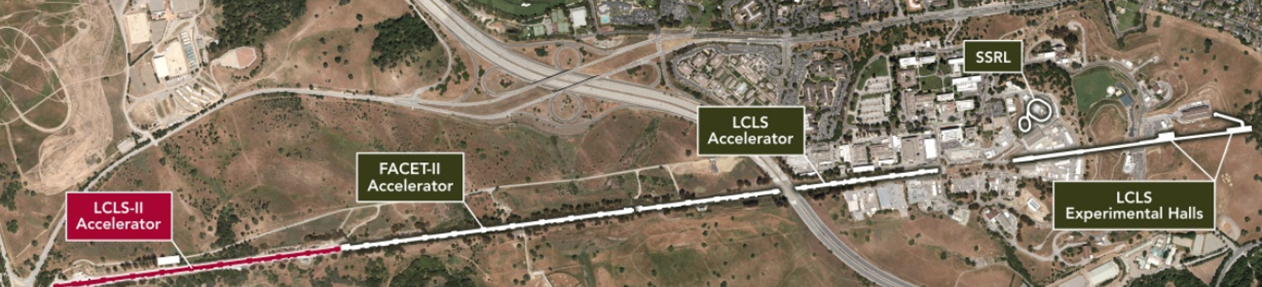 SSRL
LCLS
Accelerator
FACET-II
Accelerator
LCLS-II
Accelerator
LCLS
Experimental Halls